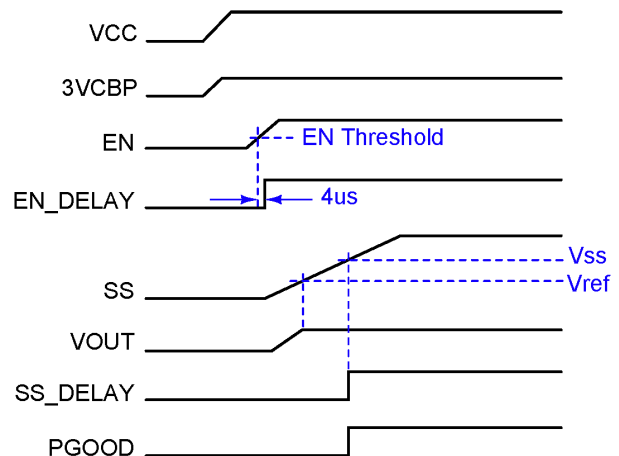 VCC
3VCBP
EN
EN Threshold
EN_DELAY
4us
SS
Vss
Vref
VOUT
SS_DELAY
PGOOD